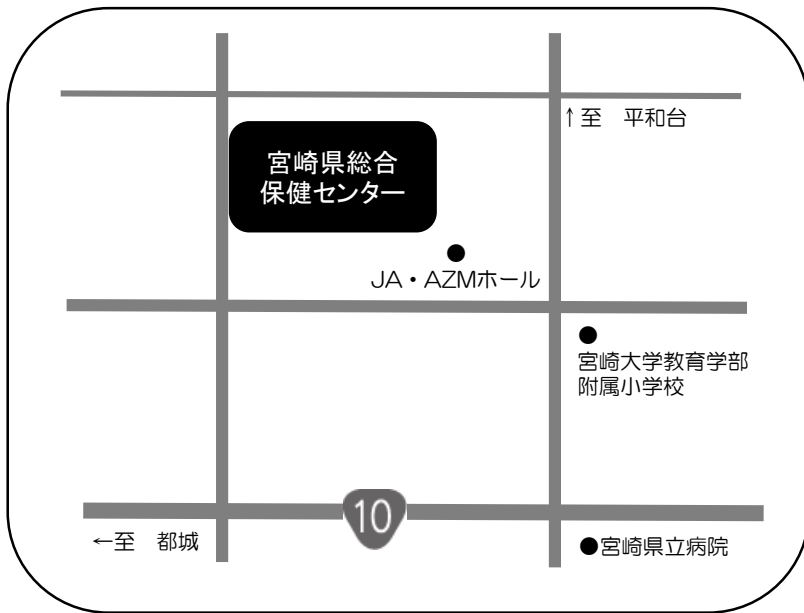 ↑至　平和台
宮崎県総合
保健センター
JA・AZMホール
宮崎大学教育学部
附属小学校
10
←至　都城
●宮崎県立病院